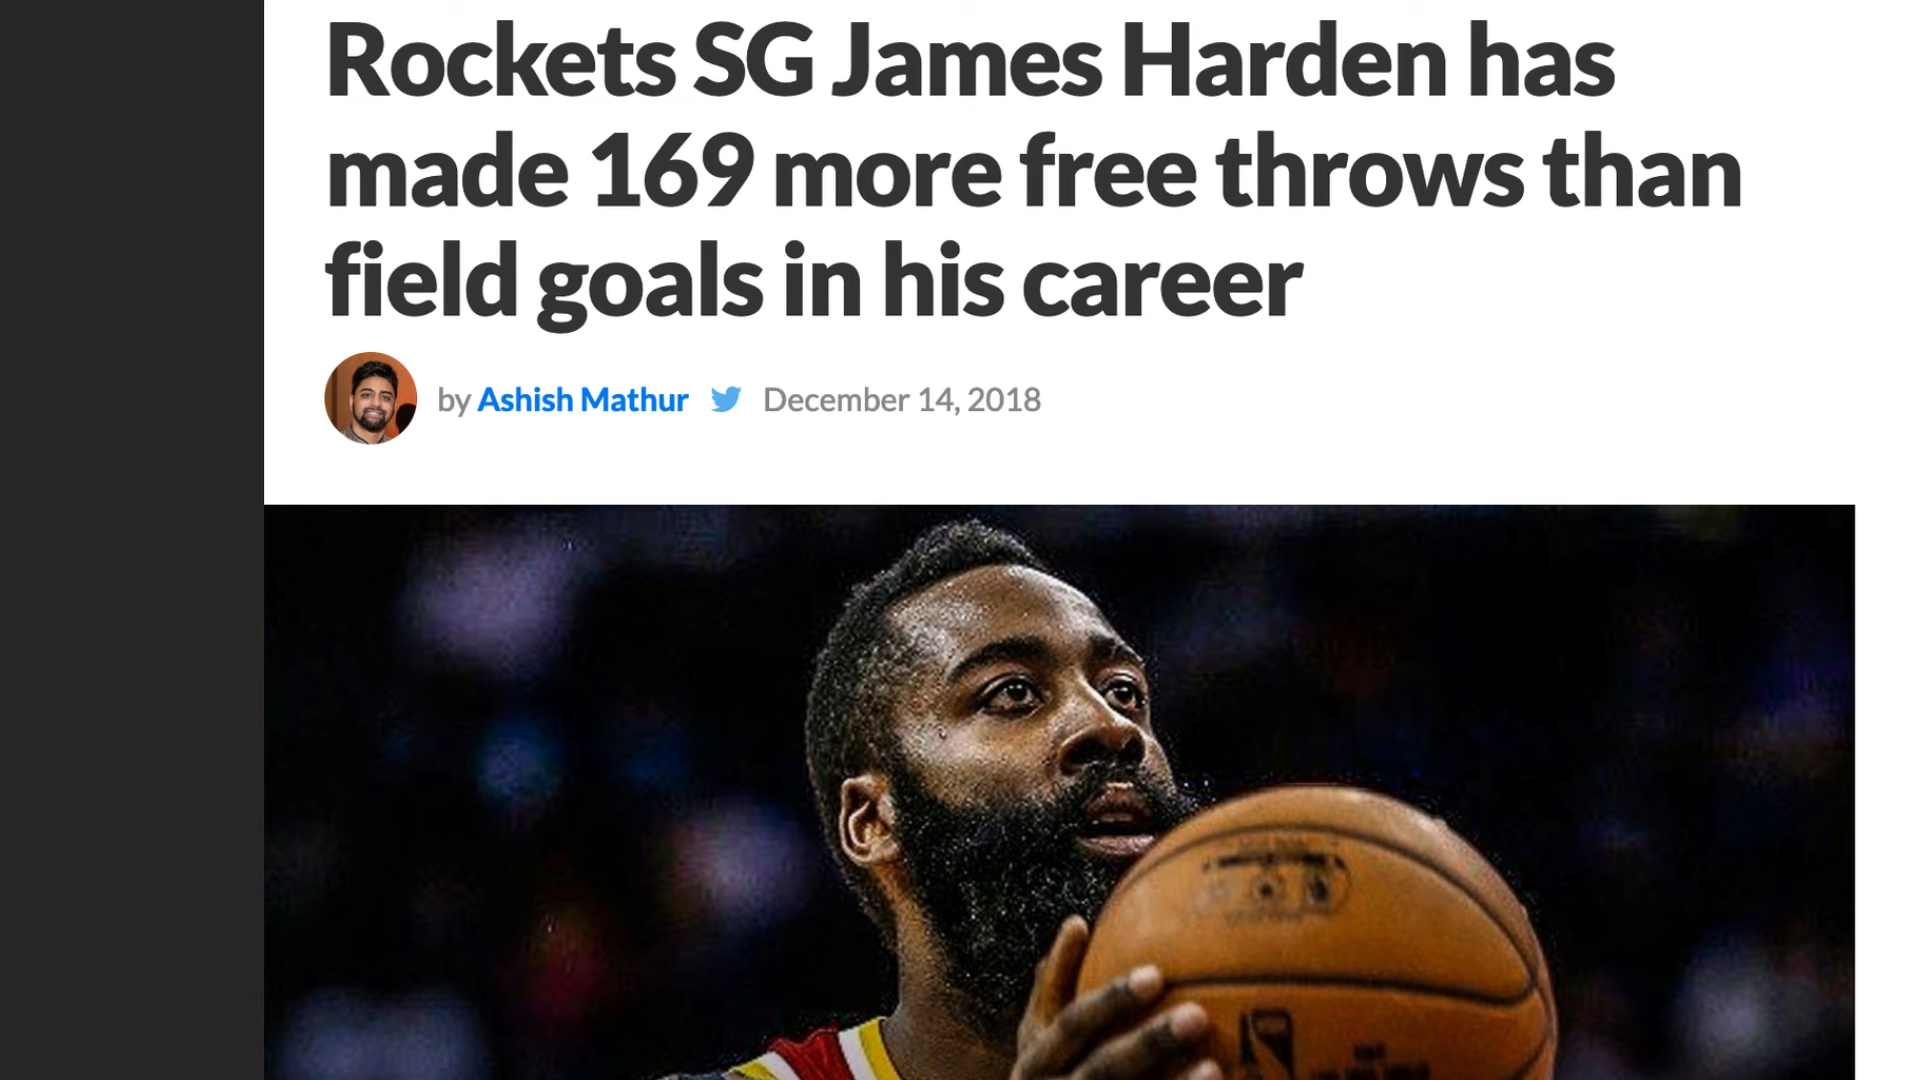 Rockets SG James Harden has
made 169 more free throws than
field goals in his career
by Ashish Mathur December 14, 2018